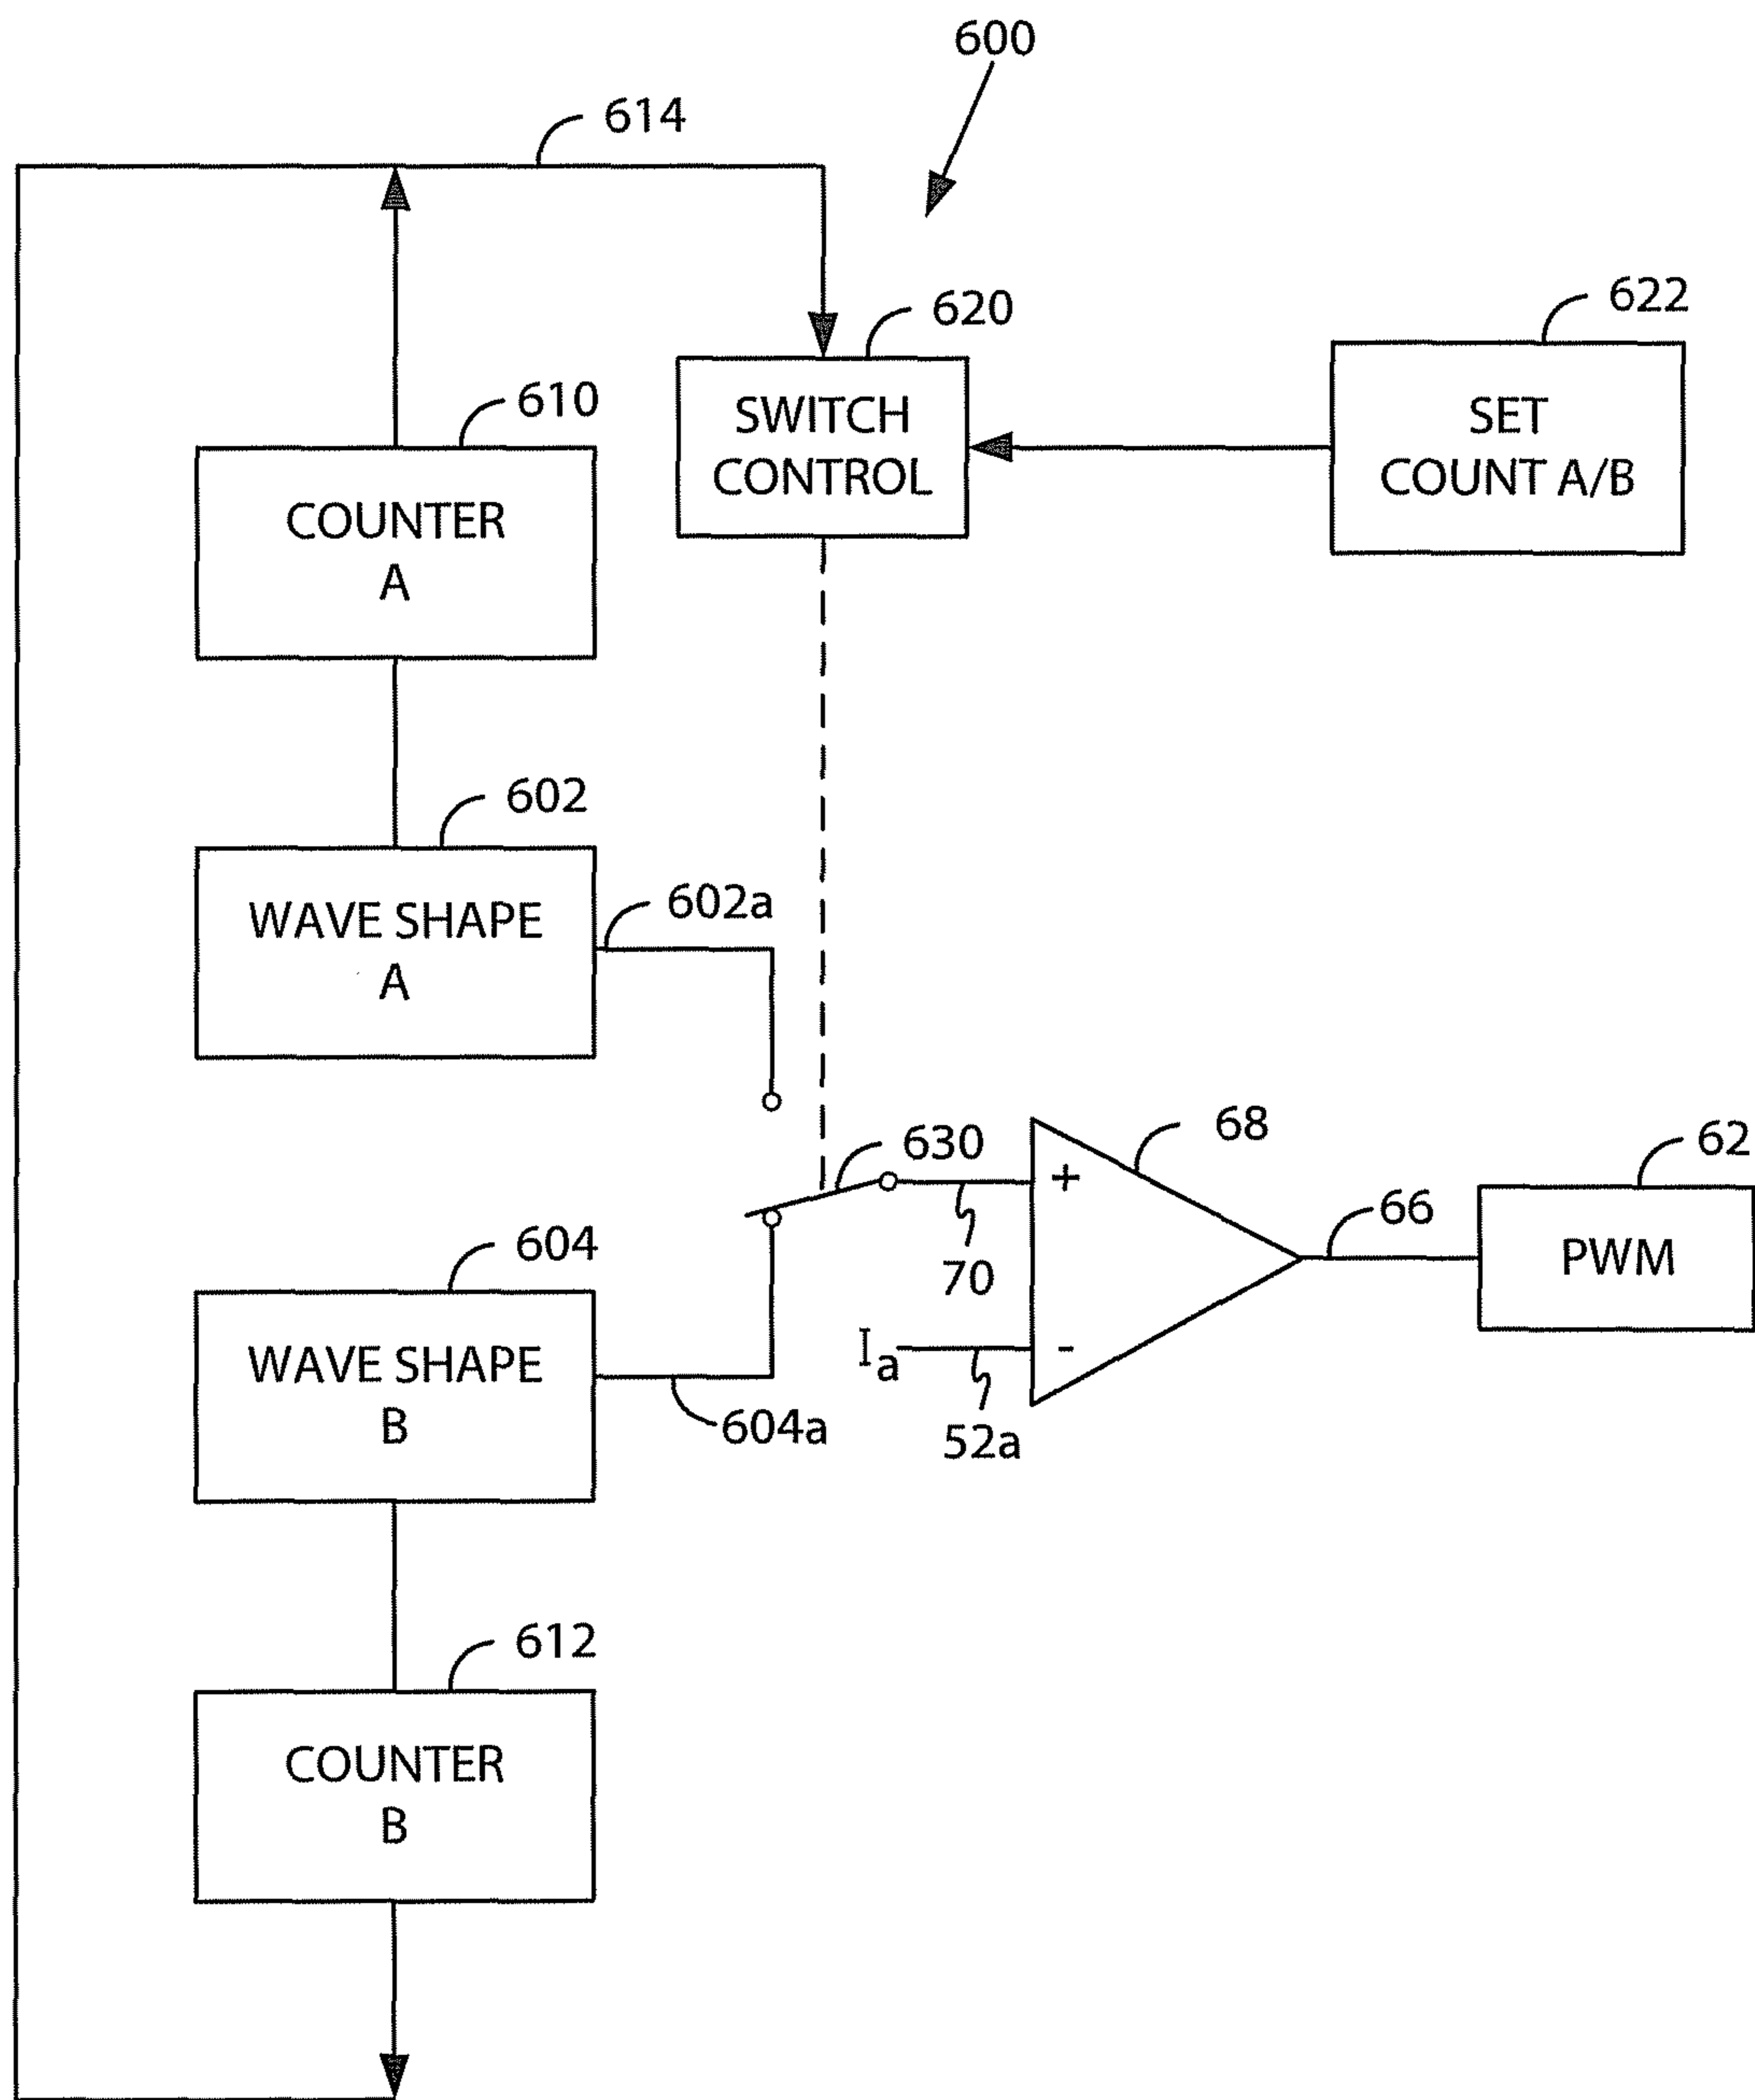 600
614
620
622
SWITCH
CONTROL
SET
COUNT A/B
610
COUNTER
A
602
WAVE SHAPE
A
602a
630
68
62
+
70
66
PWM
604
WAVE SHAPE
B
604a
Ia
-
52a
612
COUNTER
B